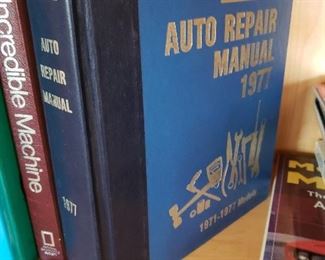 Incredible Machine
AUTO
REPAIR
MANUAL
1977
AUTO REPAIR
MANUAL
1977
1971-1977 Models